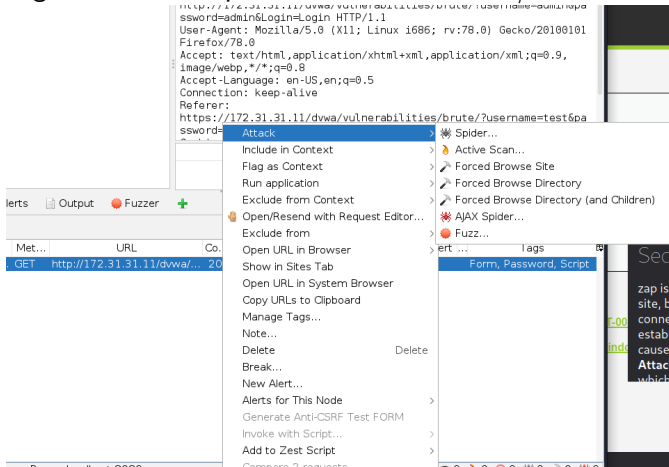 http://172.31.31.11/dvwa/vulnerabilities/brute/?username=admin&pa
ssword=admin&Login=Login HTTP/1.1
User-Agent: Mozilla/5.0 (X11; Linux i686; rv:78.0) Gecko/20100101
Firefox/78.0
Accept: text/html,application/xhtml+xml,application/xml;q=0.9,
image/webp,*/*;q=0.8
Accept-Language: en-US,en;q=0.5
Connection: keep-alive
Referer:
https://172.31.31.11/dvwa/vulnerabilities/brute/?username=test&pa
ssword=
Attack
Spider...
Include in Context
Active Scan...
Flag as Context
Forced Browse Site
Run application
Forced Browse Directory
Exclude from Context
Forced Browse Directory (and Children)
Open/Resend with Request Editor...
AJAX Spider...
Exclude from
Fuzz...
lerts Output Fuzzer
Met... URL Co... ert ... Tags
Open URL in Browser
GET http://172.31.31.11/dvwa/... 20 Form, Password, Script
Show in Sites Tab
Open URL in System Browser
Copy URLs to Clipboard
Manage Tags...
Note...
Delete Delete
Break...
New Alert...
Alerts for This Node
Generate Anti-CSRF Test FORM
Invoke with Script...
Add to Zest Script
Compare 2 requests
Sec
zap is
site, b
conne
estab
cause
Attac
which
T-00
indo